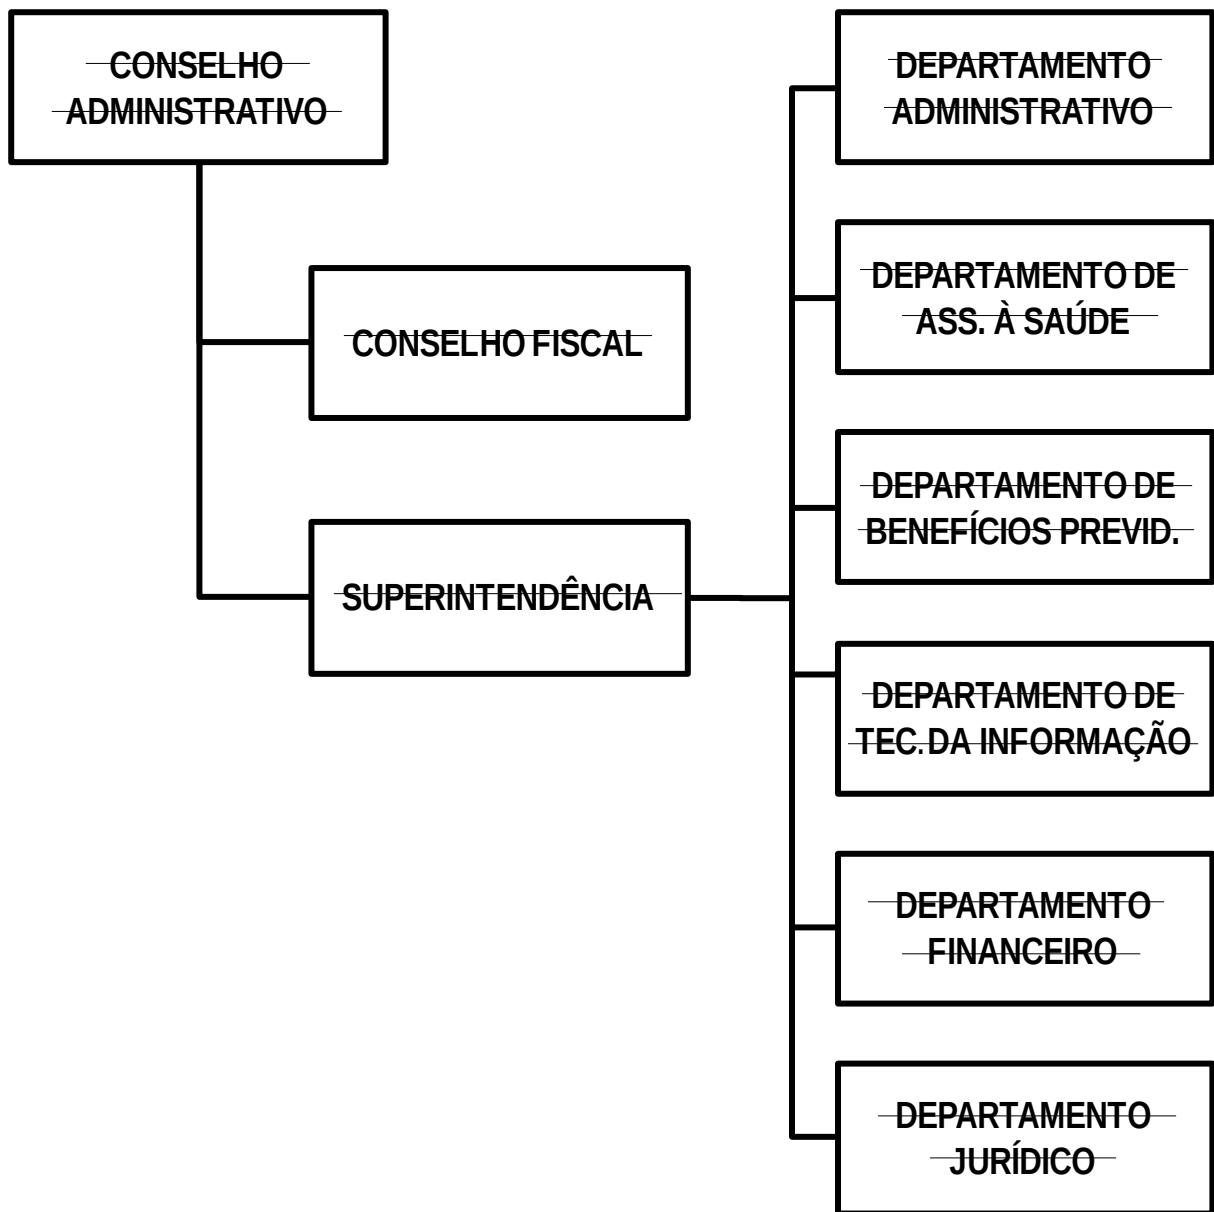 CONSELHO
ADMINISTRATIVO
CONSELHO FISCAL
SUPERINTENDÊNCIA
DEPARTAMENTO
ADMINISTRATIVO
DEPARTAMENTO DE
ASS. À SAÚDE
DEPARTAMENTO DE
BENEFÍCIOS PREVID.
DEPARTAMENTO DE
TEC. DA INFORMAÇÃO
DEPARTAMENTO
FINANCEIRO
DEPARTAMENTO
JURÍDICO